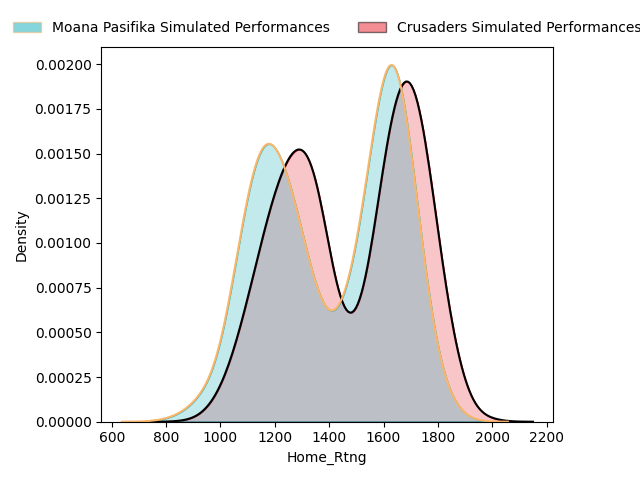 Moana Pasifika Simulated Performances
Crusaders Simulated Performances
0.00200
0.00175
0.00150
0.00125
0.00100
0.00075
0.00050
0.00025
0.00000
Density
600 800 1000 1200 1400 1600 1800 2000 2200
Home_Rtng